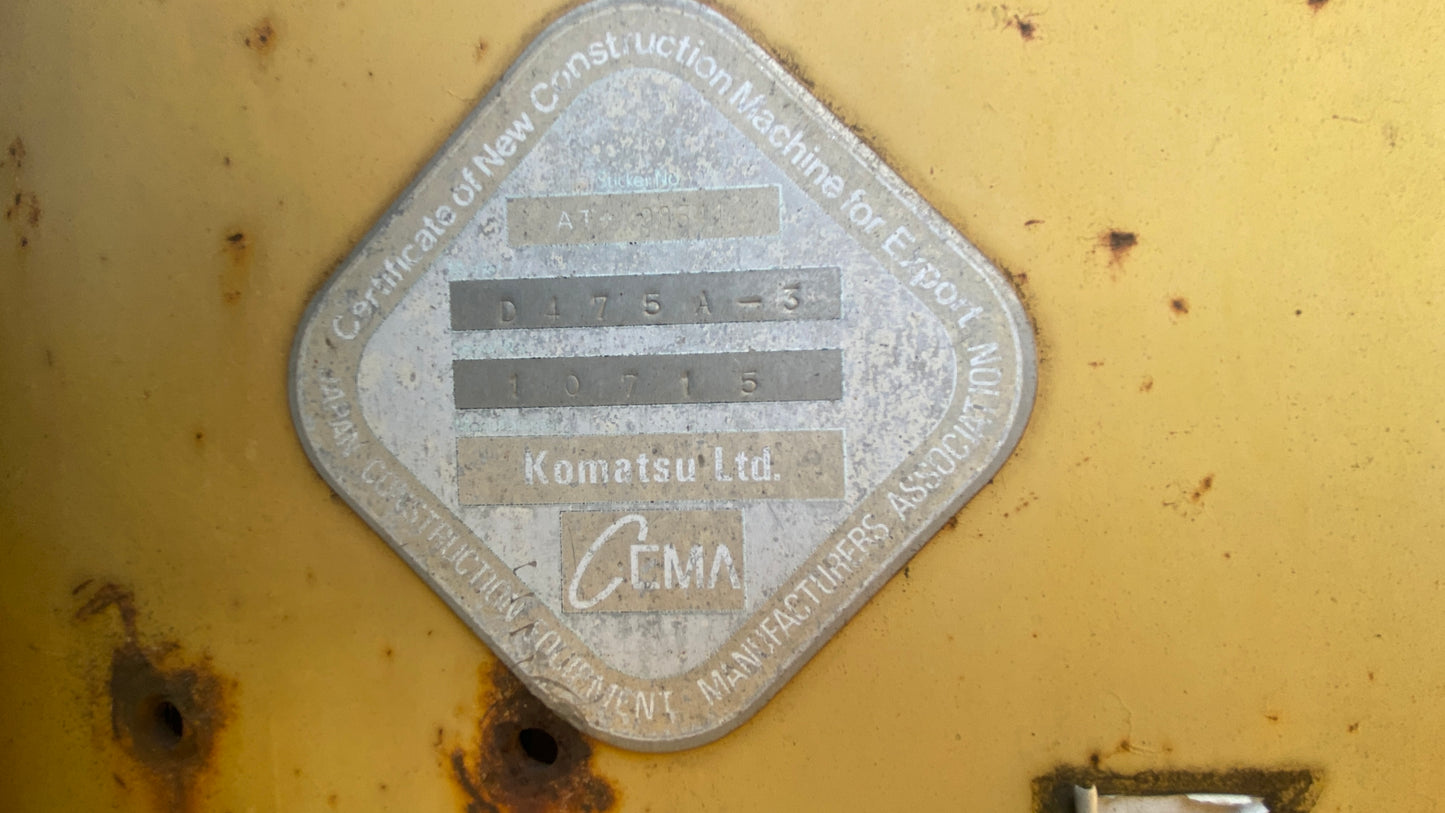 Certificate of New Construction Machine for Export
Sticker No.
D475A-3
10715
Komatsu Ltd.
CEMA
JAPAN CONSTRUCTION EQUIPMENT MANUFACTURERS ASSOCIATION